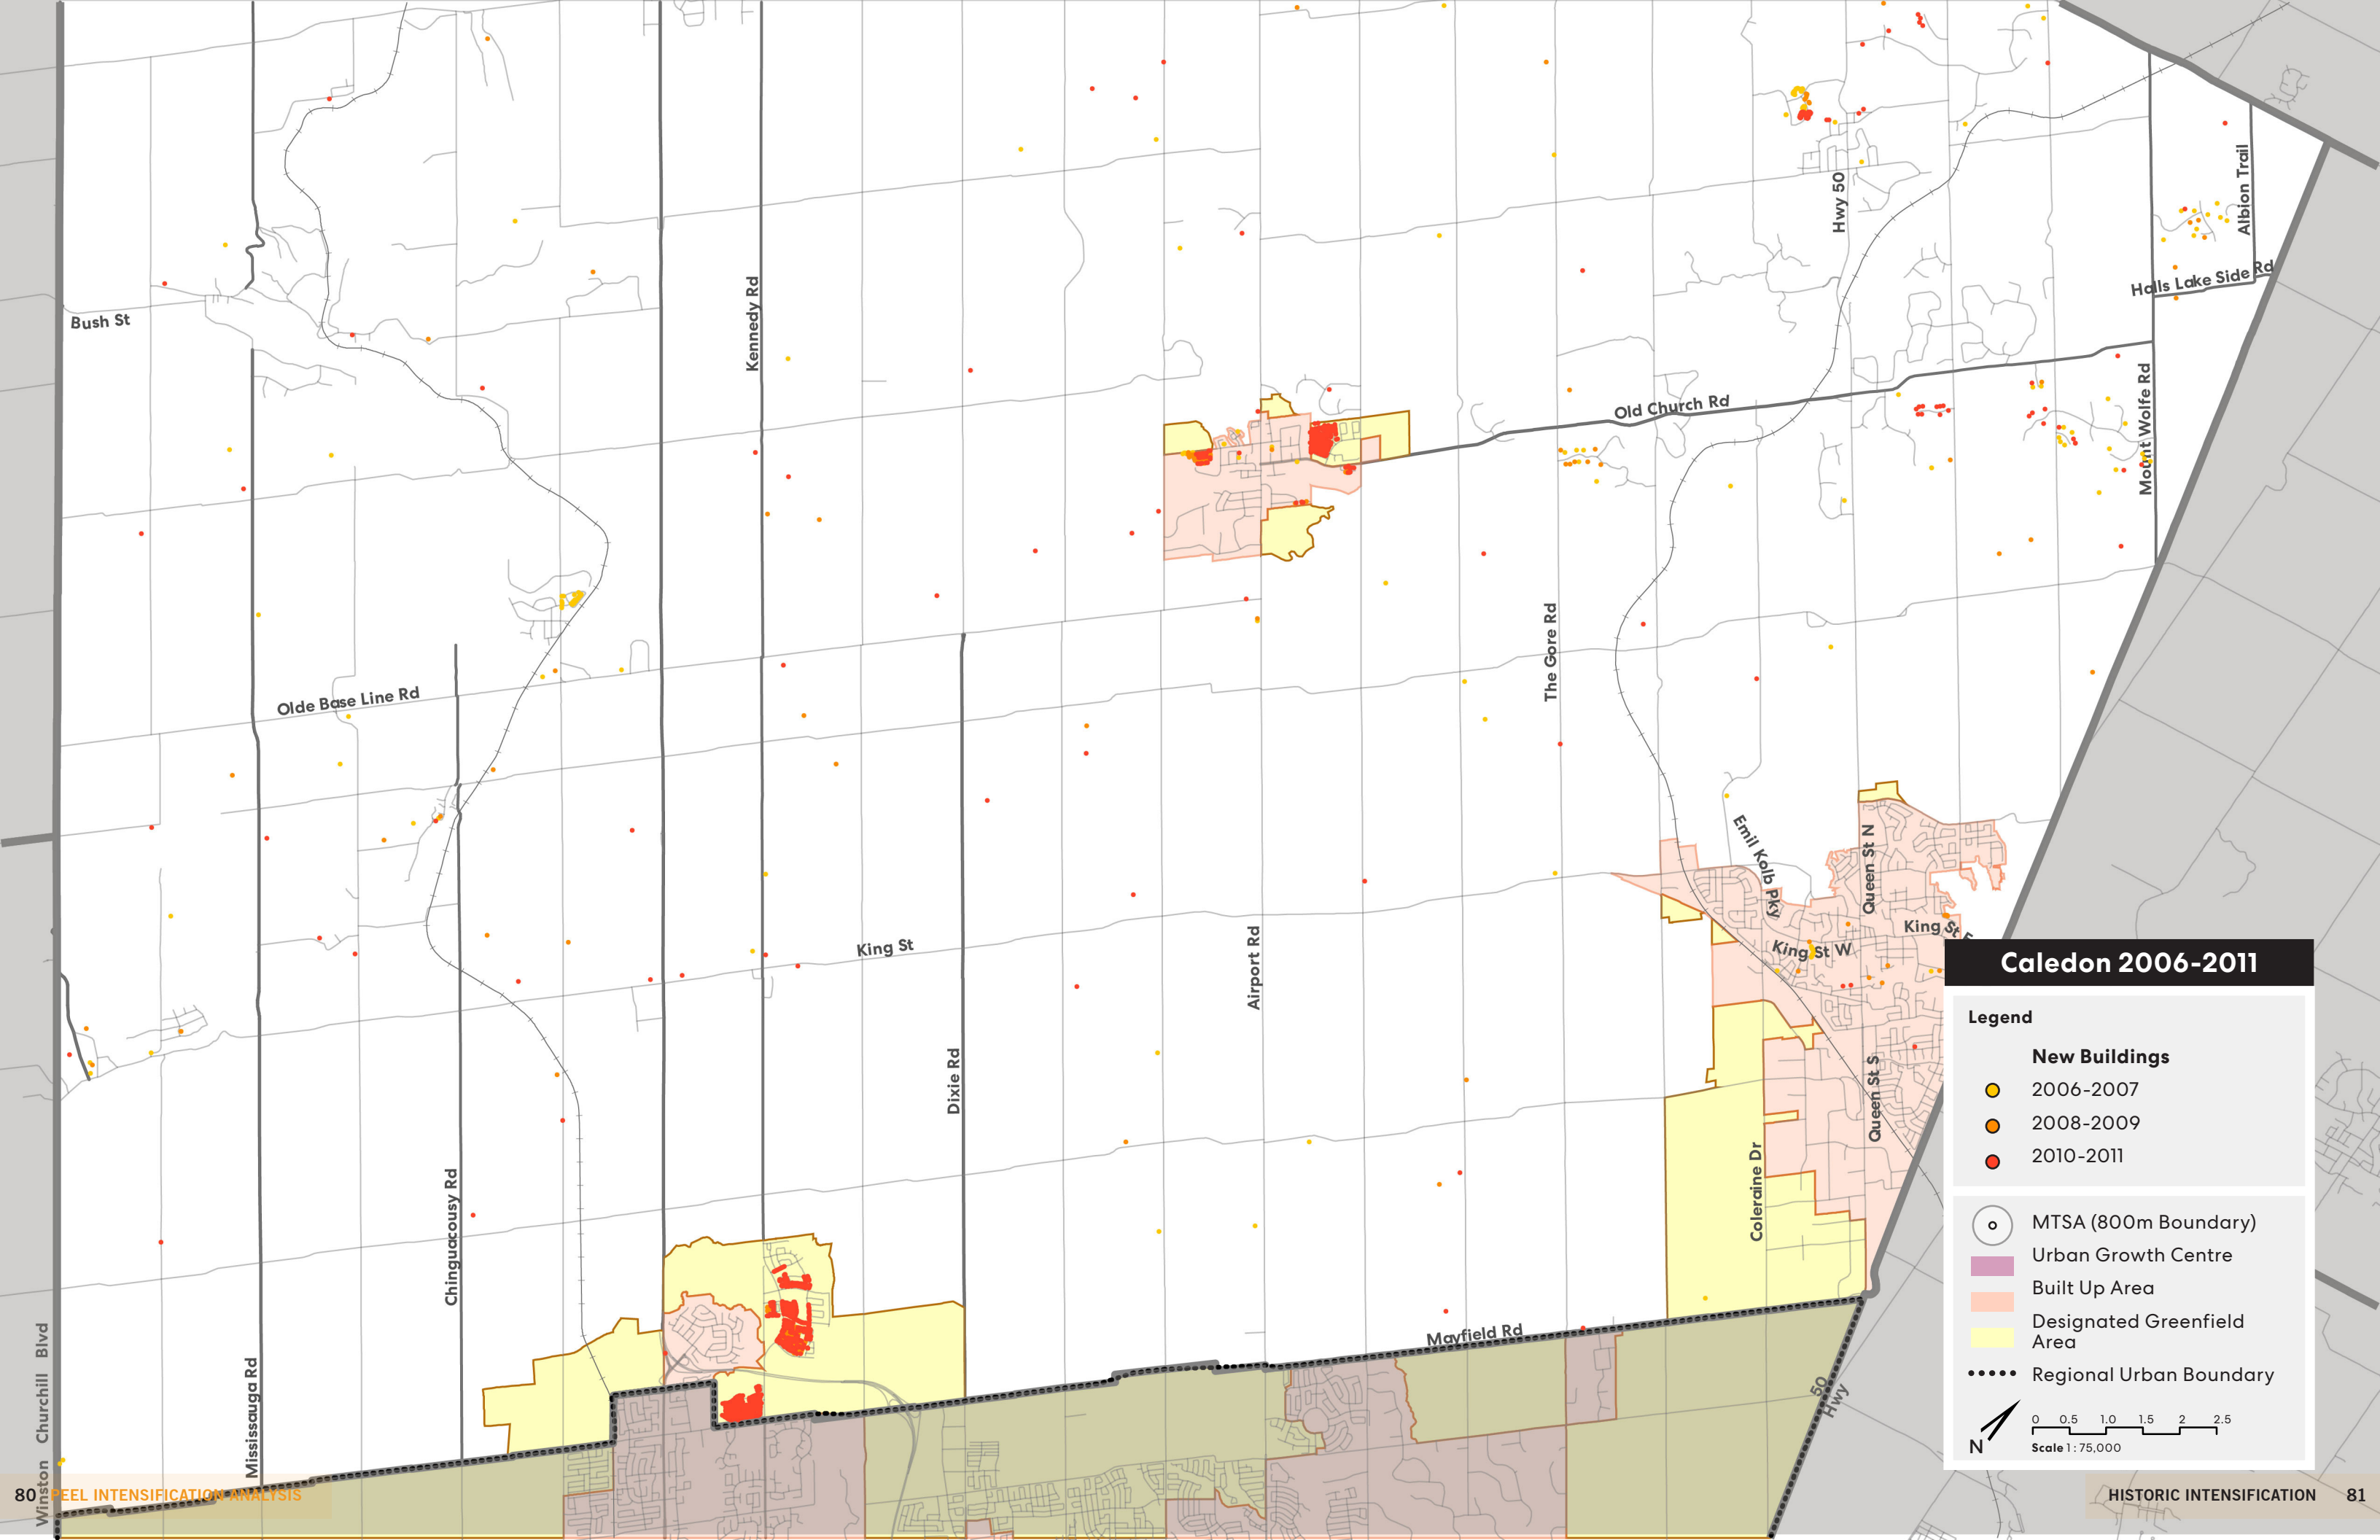 Bush St
Kennedy Rd
Hwy 50
Albion Trail
Halls Lake Side Rd
Old Church Rd
Mount Wolfe Rd
The Gore Rd
Olde Base Line Rd
Emil Kolb Pky
Queen St N
King St
King St W
King St E
Airport Rd
Dixie Rd
Queen St S
Coleraine Dr
Chinguacousy Rd
Mayfield Rd
Mississauga Rd
Winston Churchill Blvd
50
Hwy
Caledon 2006-2011
Legend
New Buildings
2006-2007
2008-2009
2010-2011
MTSA (800m Boundary)
Urban Growth Centre
Built Up Area
Designated Greenfield
Area
Regional Urban Boundary
0 0.5 1.0 1.5 2 2.5
N
Scale 1 : 75,000
80 PEEL INTENSIFICATION ANALYSIS
HISTORIC INTENSIFICATION 81